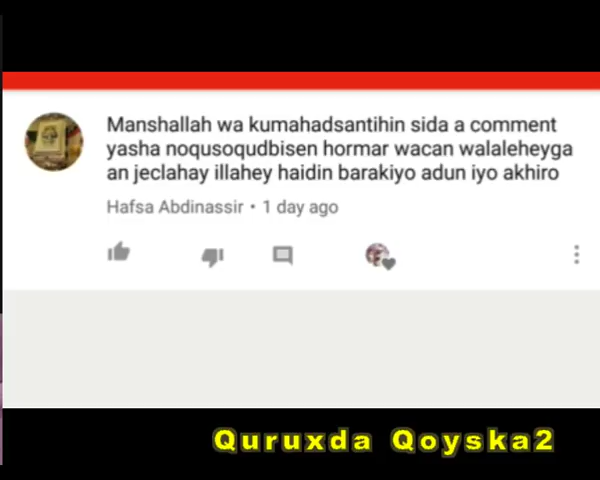 Manshallah wa kumahadsantihin sida a comment
yasha noqusoqudbisen hormar wacan walaleheyga
an jeclahay illahey haidin barakiyo adun iyo akhiro
Hafsa Abdinassir • 1 day ago
Quruxda Qoyska2